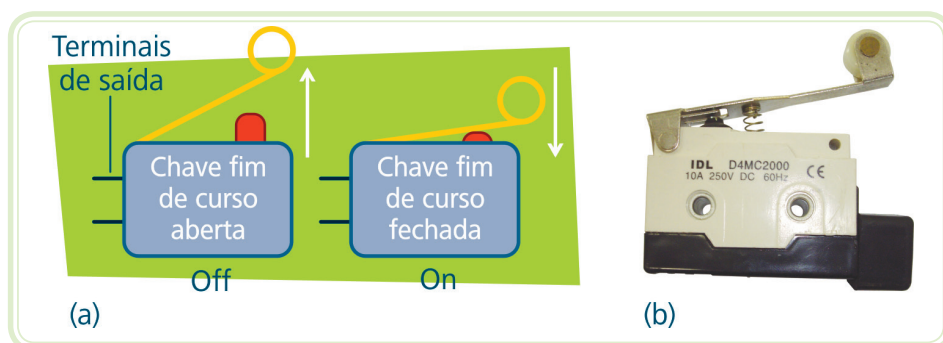 Terminais
de saída
Chave fim
de curso
aberta
Off
Chave fim
de curso
fechada
On
(a)
IDL D4MC2000
10A 250V DC 60Hz CE
(b)